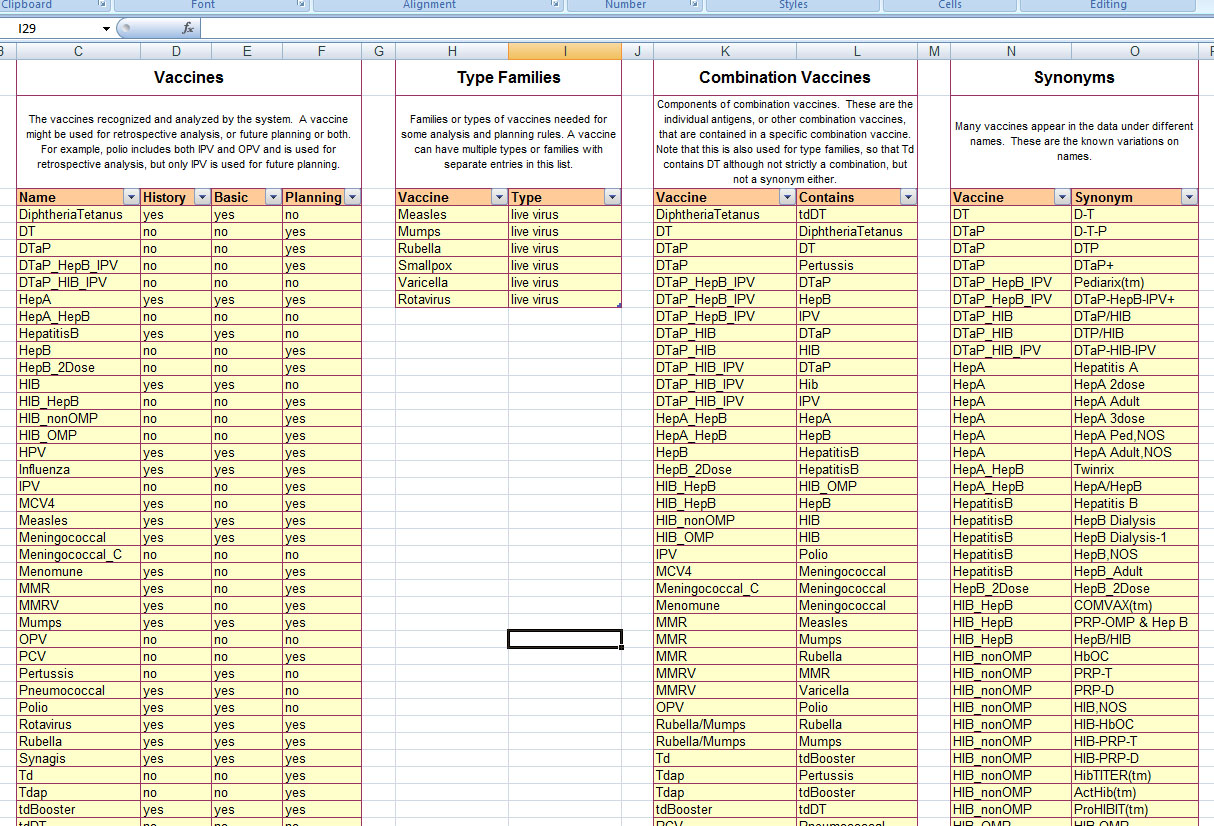 Clipboard Font Alignment Number Styles Cells Editing
I29 fx
C D E F G H I J K L M N O
Vaccines Type Families Combination Vaccines Synonyms
The vaccines recognized and analyzed by the system. A vaccine
might be used for retrospective analysis, or future planning or both.
For example, polio includes both IPV and OPV and is used for
retrospective analysis, but only IPV is used for future planning.
Families or types of vaccines needed for
some analysis and planning rules. A vaccine
can have multiple types or families with
separate entries in this list.
Components of combination vaccines. These are the
individual antigens, or other combination vaccines,
that are contained in a specific combination vaccine.
Note that this is also used for type families, so that Td
contains DT although not strictly a combination, but
not a synonym either.
Many vaccines appear in the data under different
names. These are the known variations on
names.
Name History Basic Planning Vaccine Type Vaccine Contains Vaccine Synonym
DiphtheriaTetanus yes yes no Measles live virus DiphtheriaTetanus tdDT DT D-T
DT no no yes Mumps live virus DT DiphtheriaTetanus DTaP D-T-P
DTaP no no yes Rubella live virus DTaP DT DTaP DTP
DTaP_HepB_IPV no no yes Smallpox live virus DTaP Pertussis DTaP DTaP+
DTaP_HIB_IPV no no no Varicella live virus DTaP_HepB_IPV DTaP DTaP_HepB_IPV Pediarix(tm)
HepA yes yes yes Rotavirus live virus DTaP_HepB_IPV HepB DTaP_HepB_IPV DTaP-HepB-IPV+
HepA_HepB no no no DTaP_HepB_IPV IPV DTaP_HIB DTaP/HIB
HepatitisB yes yes no DTaP_HIB DTaP DTaP_HIB DTP/HIB
HepB no no yes DTaP_HIB HIB DTaP_HIB_IPV DTaP-HIB-IPV
HepB_2Dose no no yes DTaP_HIB_IPV DTaP HepA Hepatitis A
HIB yes yes no DTaP_HIB_IPV Hib HepA HepA 2dose
HIB_HepB no no yes DTaP_HIB_IPV IPV HepA HepA Adult
HIB_nonOMP no no yes HepA_HepB HepA HepA HepA 3dose
HIB_OMP no no yes HepA_HepB HepB HepA HepA Ped,NOS
HPV yes yes yes HepB HepatitisB HepA HepA Adult,NOS
Influenza yes yes yes HepB_2Dose HepatitisB HepA_HepB Twinrix
IPV no no yes HIB_HepB HIB_OMP HepA_HepB HepA/HepB
MCV4 yes no yes HIB_HepB HepB HepatitisB Hepatitis B
Measles yes yes yes HIB_nonOMP HIB HepatitisB HepB Dialysis
Meningococcal yes yes yes HIB_OMP HIB HepatitisB HepB Dialysis-1
Meningococcal_C no no no IPV Polio HepatitisB HepB,NOS
Menomune yes no yes MCV4 Meningococcal HepatitisB HepB_Adult
MMR yes no yes Meningococcal_C Meningococcal HepB_2Dose HepB_2Dose
MMRV yes no yes Menomune Meningococcal HIB_HepB COMVAX(tm)
Mumps yes yes yes MMR Measles HIB_HepB PRP-OMP & Hep B
OPV no no no MMR Mumps HIB_HepB HepB/HIB
PCV no no yes MMR Rubella HIB_nonOMP HbOC
Pertussis no yes no MMRV MMR HIB_nonOMP PRP-T
Pneumococcal yes yes no MMRV Varicella HIB_nonOMP PRP-D
Polio yes yes no OPV Polio HIB_nonOMP HIB,NOS
Rotavirus yes yes yes Rubella/Mumps Rubella HIB_nonOMP HIB-HbOC
Rubella yes yes yes Rubella/Mumps Mumps HIB_nonOMP HIB-PRP-T
Synagis yes yes yes Td tdBooster HIB_nonOMP HIB-PRP-D
Td no no yes Tdap Pertussis HIB_nonOMP HibTITER(tm)
Tdap no no yes Tdap tdBooster HIB_nonOMP ActHib(tm)
tdBooster yes yes yes tdBooster tdDT HIB_nonOMP ProHIBIT(tm)
tdDT no no yes PCV Pneumococcal HIB_OMP HIB-OMP